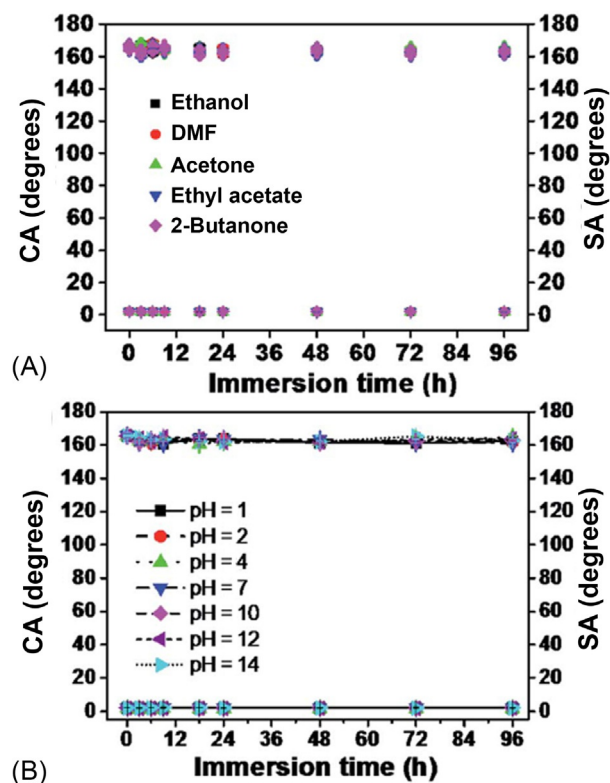 180
160
140
120
100
80
60
40
20
0
CA (degrees)
Ethanol
DMF
Acetone
Ethyl acetate
2-Butanone
180
160
140
120
100
80
60
40
20
0
SA (degrees)
0 12 24 36 48 60 72 84 96
(A)
Immersion time (h)
180
160
140
120
100
80
60
40
20
0
CA (degrees)
pH = 1
pH = 2
pH = 4
pH = 7
pH = 10
pH = 12
pH = 14
180
160
140
120
100
80
60
40
20
0
SA (degrees)
0 12 24 36 48 60 72 84 96
(B)
Immersion time (h)